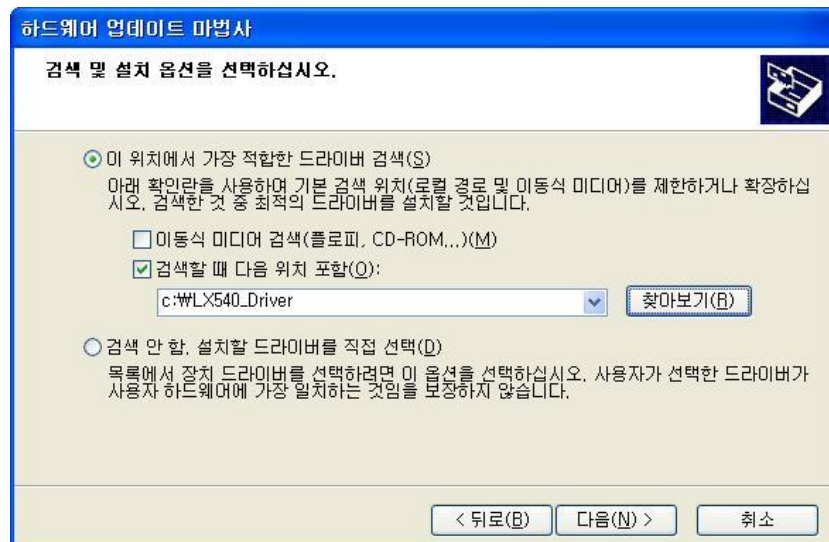 하드웨어 업데이트 마법사
검색 및 설치 옵션을 선택하십시오.
이 위치에서 가장 적합한 드라이버 검색(S)
아래 확인란을 사용하여 기본 검색 위치(로컬 경로 및 이동식 미디어)를 제한하거나 확장하십
시오. 검색한 것 중 최적의 드라이버를 설치할 것입니다.
이동식 미디어 검색(플로피, CD-ROM...)(M)
검색할 때 다음 위치 포함(O):
c:₩LX540_Driver
찾아보기(R)
검색 안 함. 설치할 드라이버를 직접 선택(D)
목록에서 장치 드라이버를 선택하려면 이 옵션을 선택하십시오. 사용자가 선택한 드라이버가
사용자 하드웨어에 가장 일치하는 것임을 보장하지 않습니다.
< 뒤로(B) 다음(N) > 취소